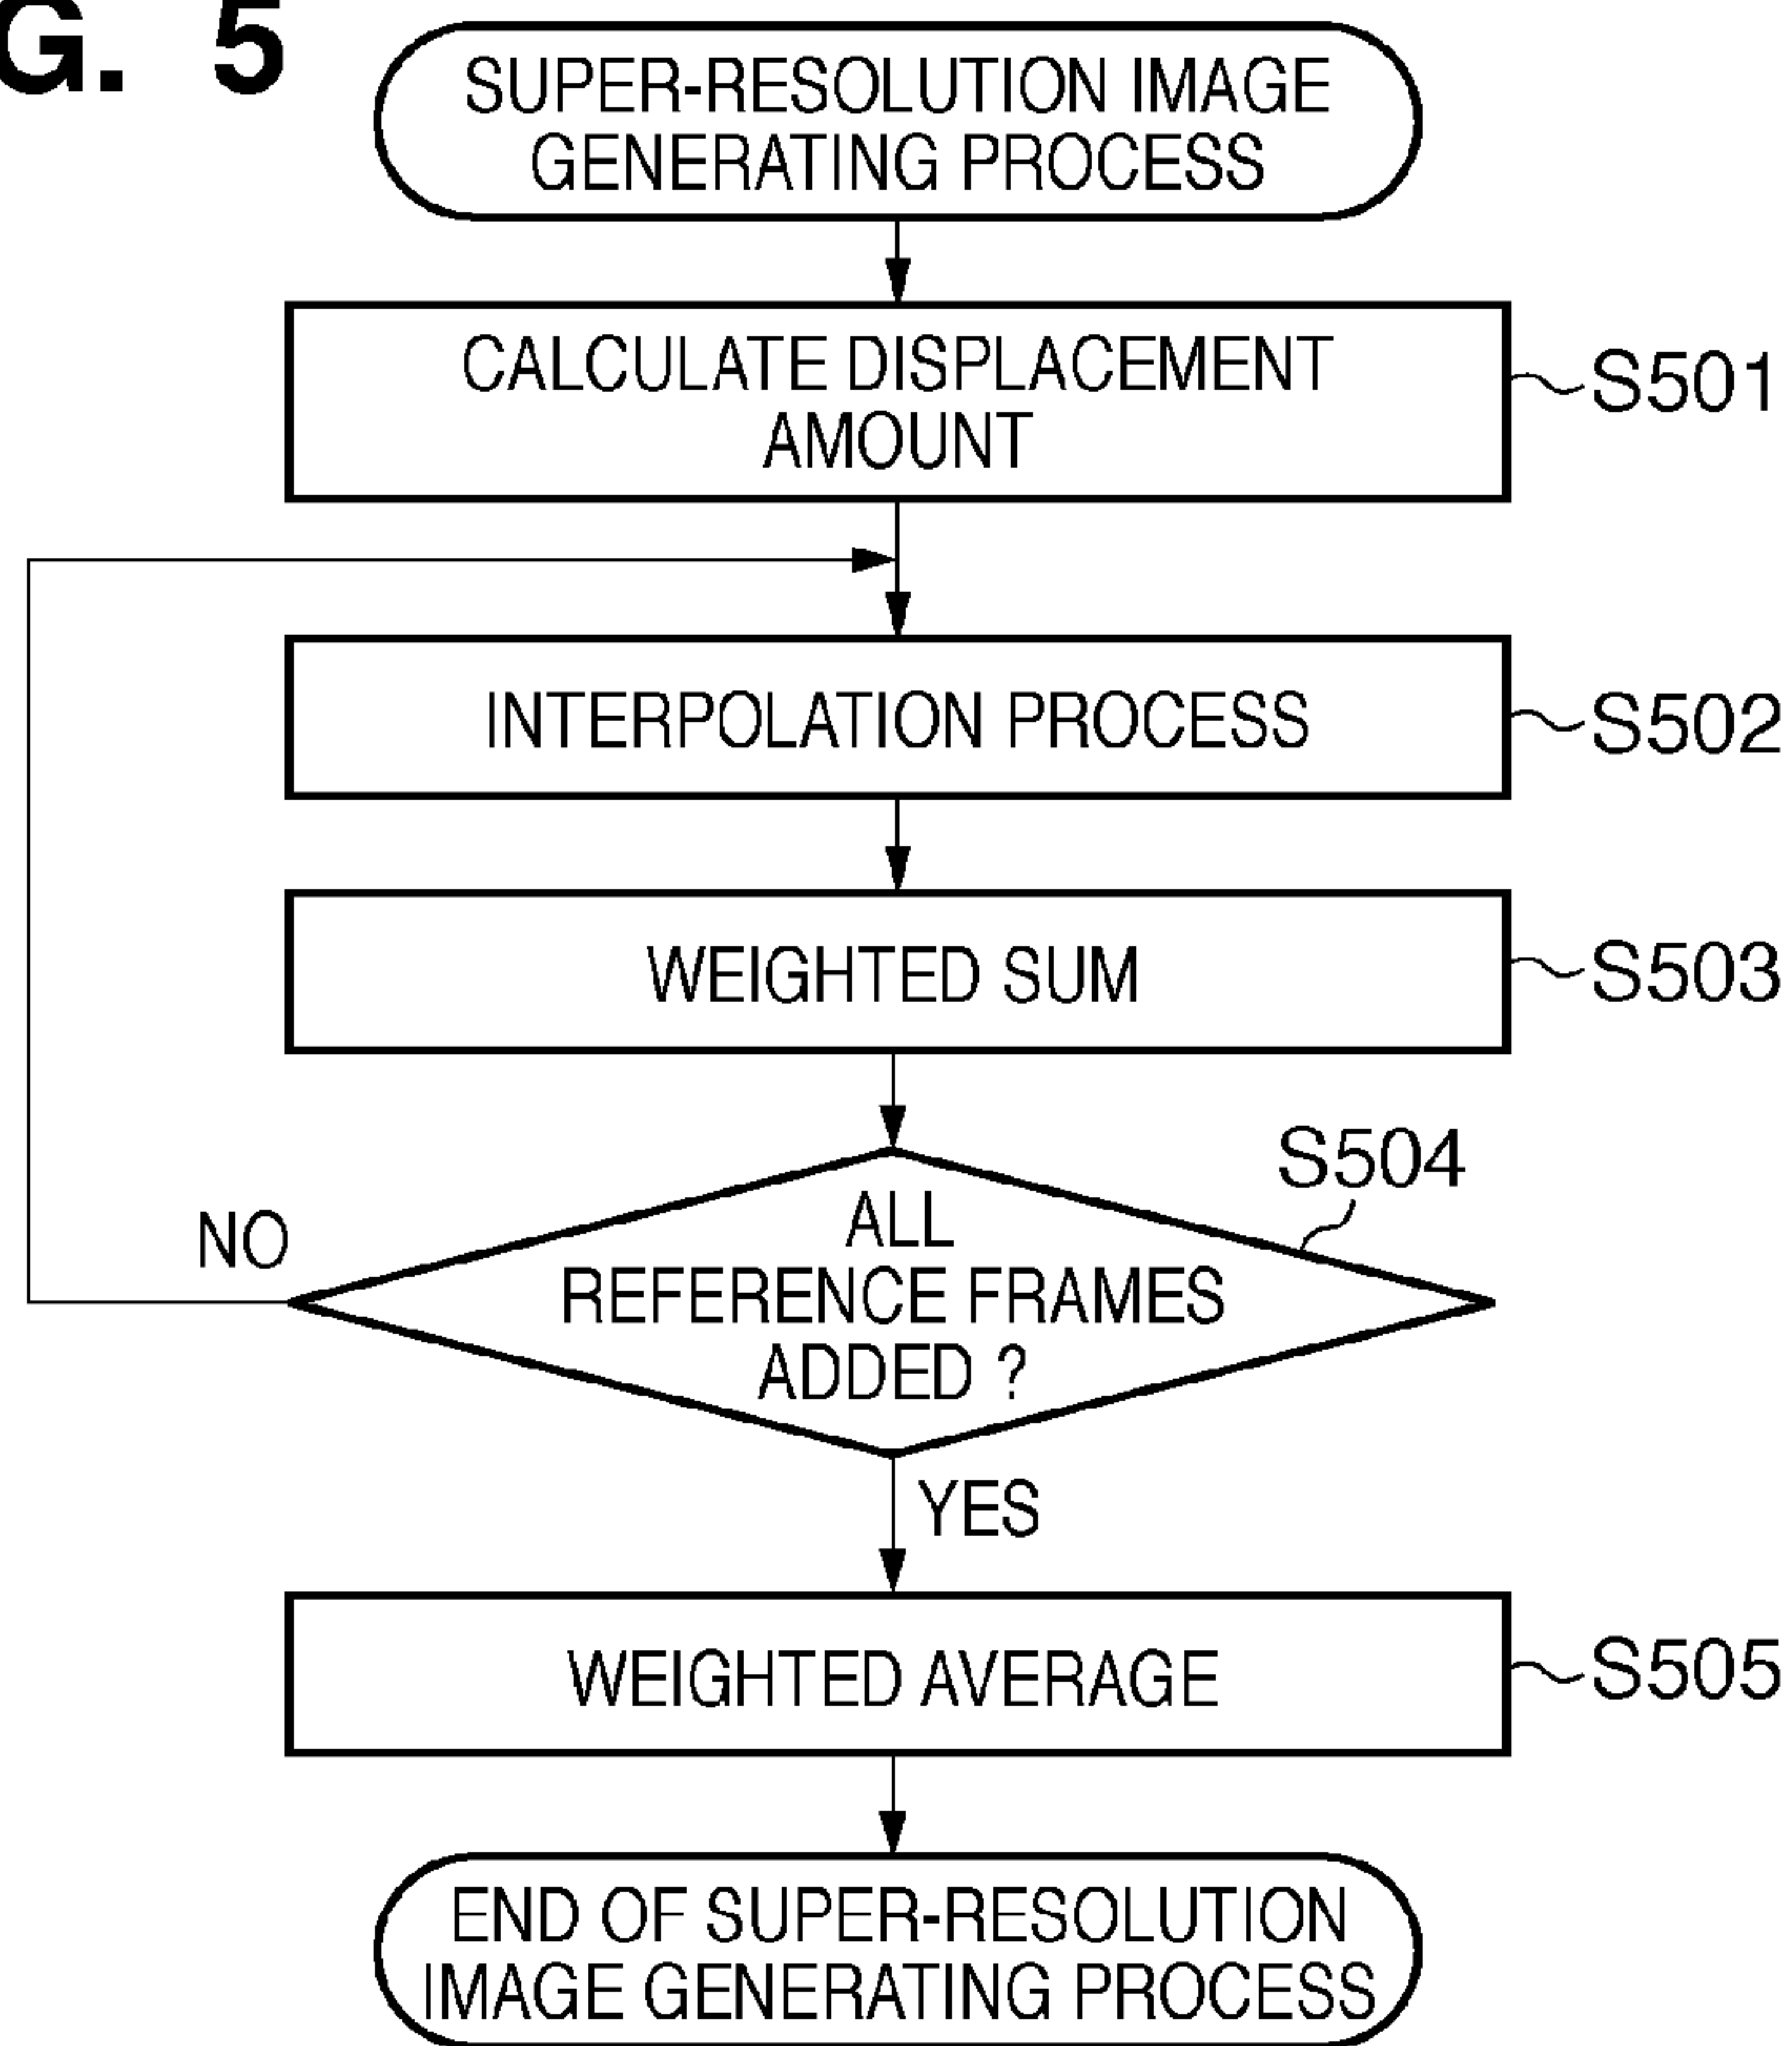 G. 5
SUPER-RESOLUTION IMAGE
GENERATING PROCESS
CALCULATE DISPLACEMENT
AMOUNT
S501
INTERPOLATION PROCESS
S502
WEIGHTED SUM
S503
S504
ALL
REFERENCE FRAMES
ADDED ?
NO
YES
WEIGHTED AVERAGE
S505
END OF SUPER-RESOLUTION
IMAGE GENERATING PROCESS